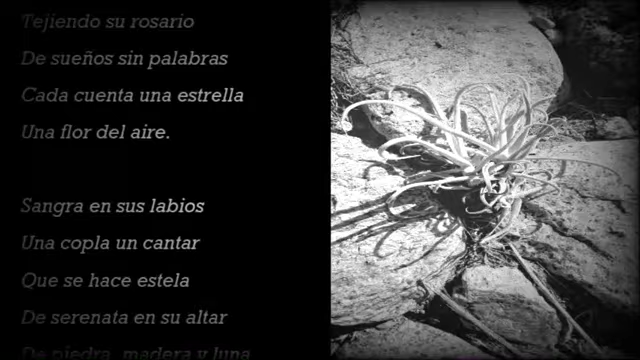 Tejiendo su rosario
De sueños sin palabras
Cada cuenta una estrella
Una flor del aire.
Sangra en sus labios
Una copla un cantar
Que se hace estela
De serenata en su altar
De piedra, madera y luna